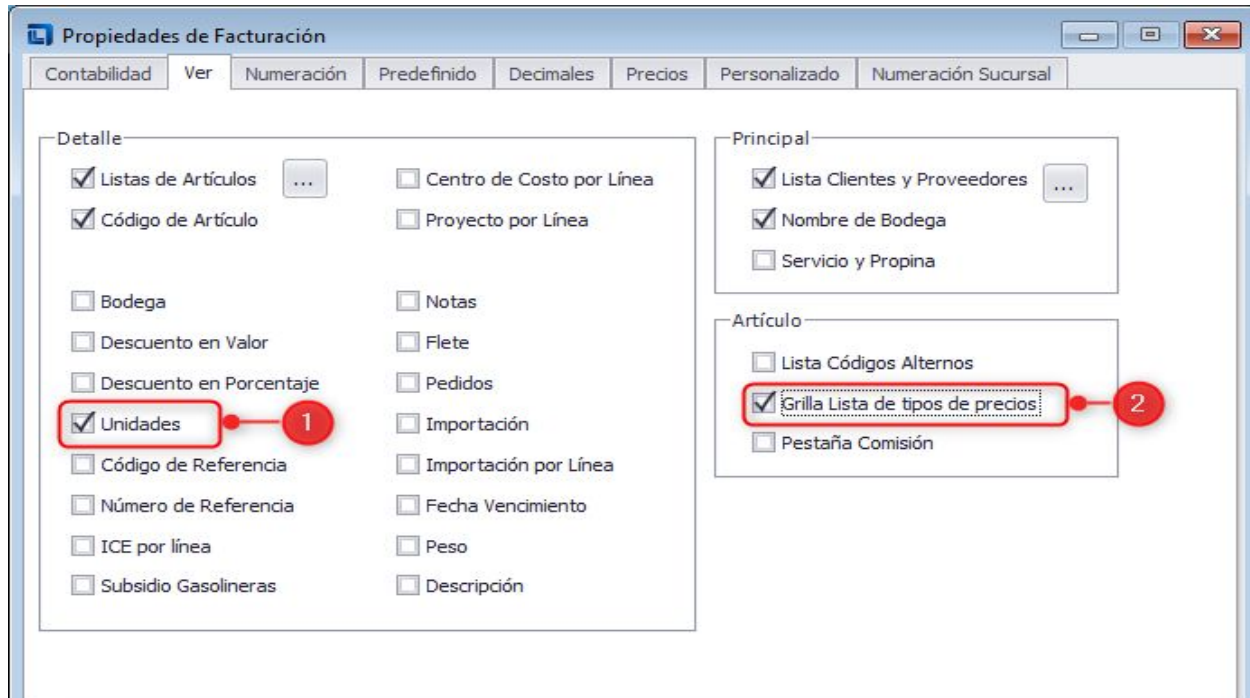 Propiedades de Facturación
Contabilidad Ver Numeración Predefinido Decimales Precios Personalizado Numeración Sucursal
Detalle
Listas de Artículos ...
Código de Artículo
Bodega
Descuento en Valor
Descuento en Porcentaje
Unidades 1
Código de Referencia
Número de Referencia
ICE por línea
Subsidio Gasolineras
Centro de Costo por Línea
Proyecto por Línea
Notas
Flete
Pedidos
Importación
Importación por Línea
Fecha Vencimiento
Peso
Descripción
Principal
Lista Clientes y Proveedores ...
Nombre de Bodega
Servicio y Propina
Artículo
Lista Códigos Alternos
Grilla Lista de tipos de precios 2
Pestaña Comisión